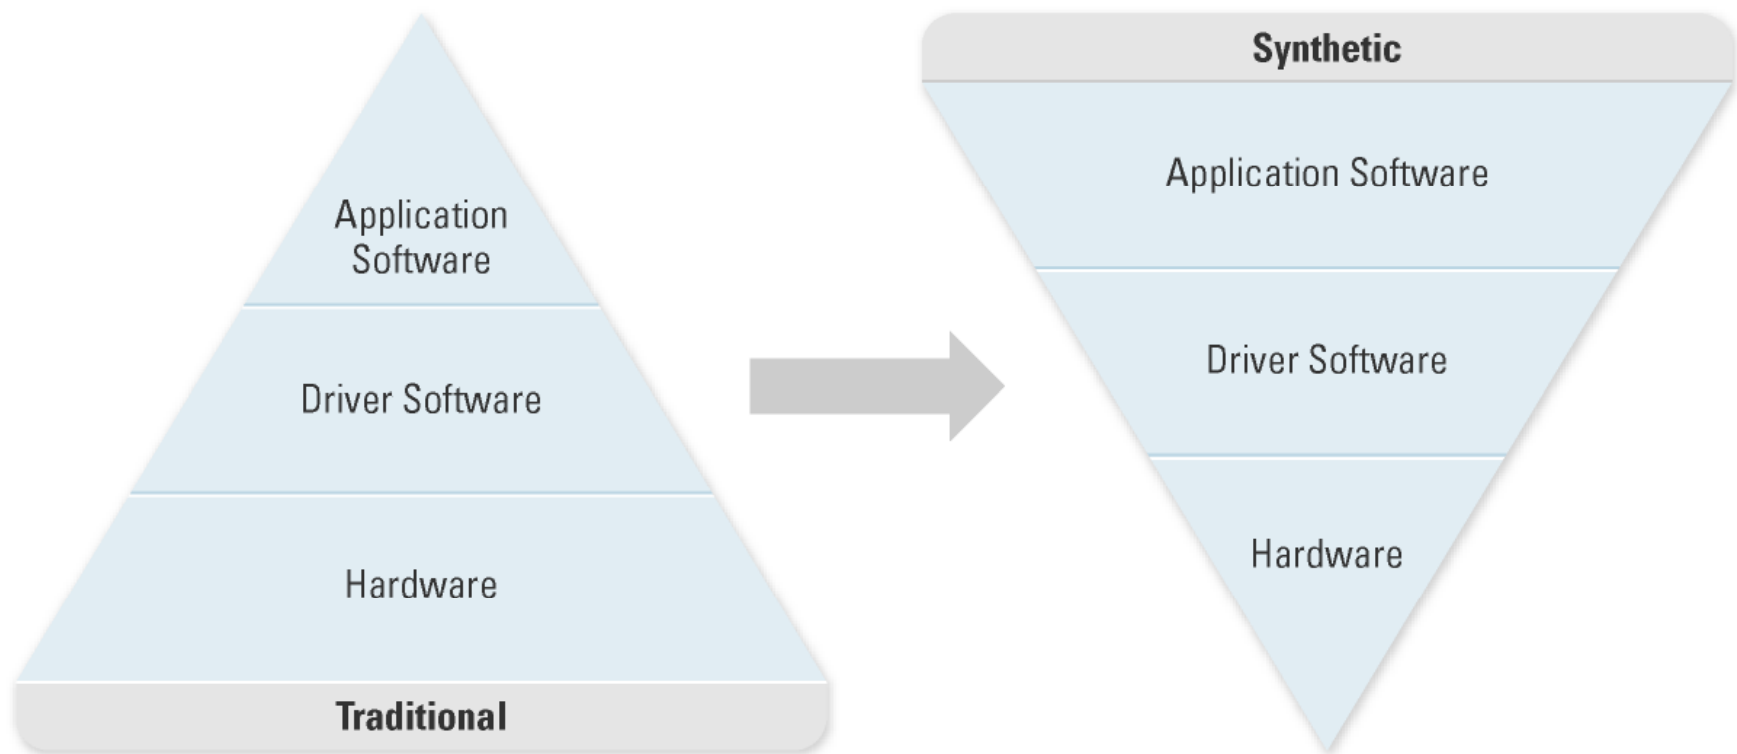 Application
Software
Driver Software
Hardware
Traditional
Synthetic
Application Software
Driver Software
Hardware